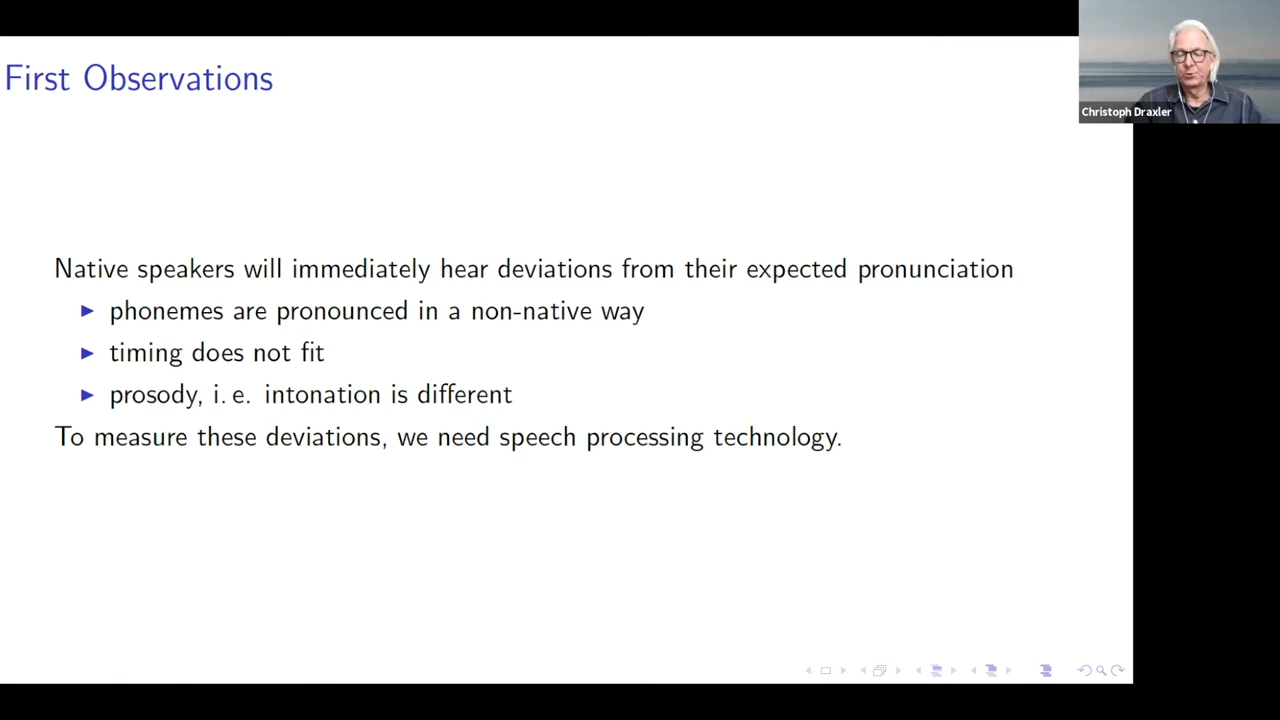 First Observations
Christoph Draxler
Native speakers will immediately hear deviations from their expected pronunciation
phonemes are pronounced in a non-native way
timing does not fit
prosody, i. e. intonation is different
To measure these deviations, we need speech processing technology.